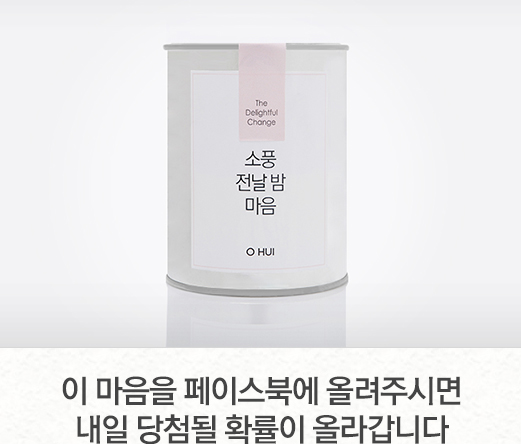 The
Delightful
Change
소풍
전날 밤
마음
O HUI
이 마음을 페이스북에 올려주시면
내일 당첨될 확률이 올라갑니다